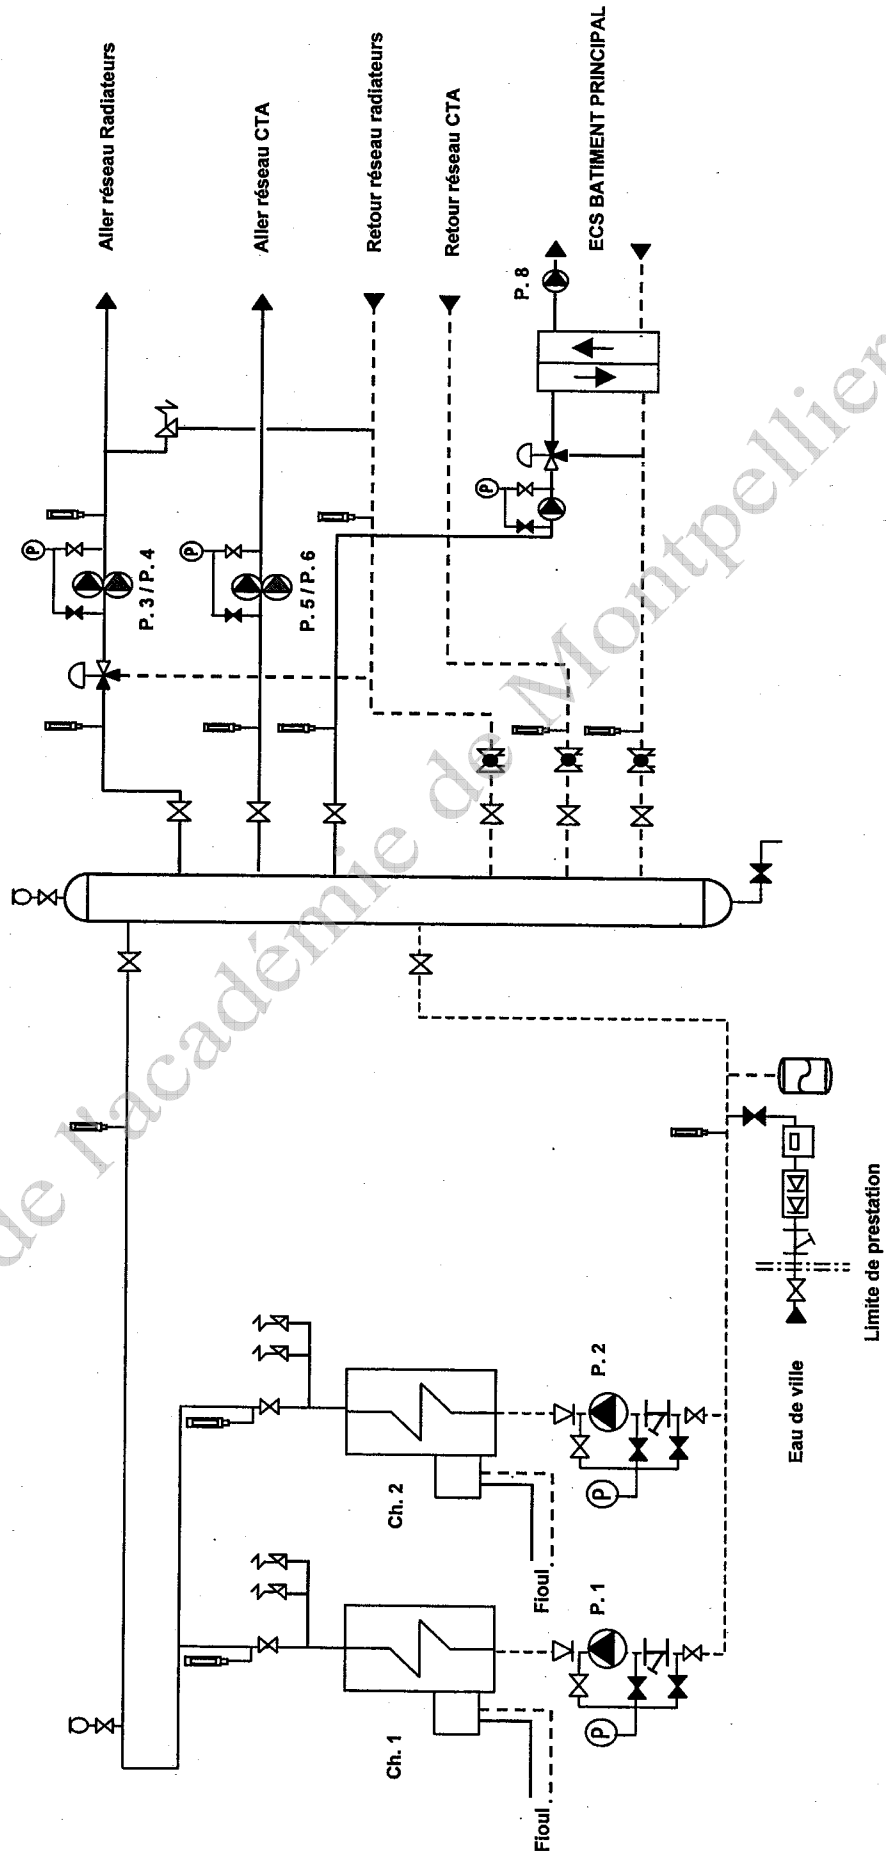 Aller réseau Radiateurs
Aller réseau CTA
Retour réseau radiateurs
Retour réseau CTA
ECS BATIMENT PRINCIPAL
P. 8
P
P. 3 / P. 4
P
P. 5 / P. 6
P
de l'académie de Montpellier
Ch. 2
Fioul
P. 2
P
Ch. 1
Fioul
P. 1
P
Eau de ville
Limite de prestation